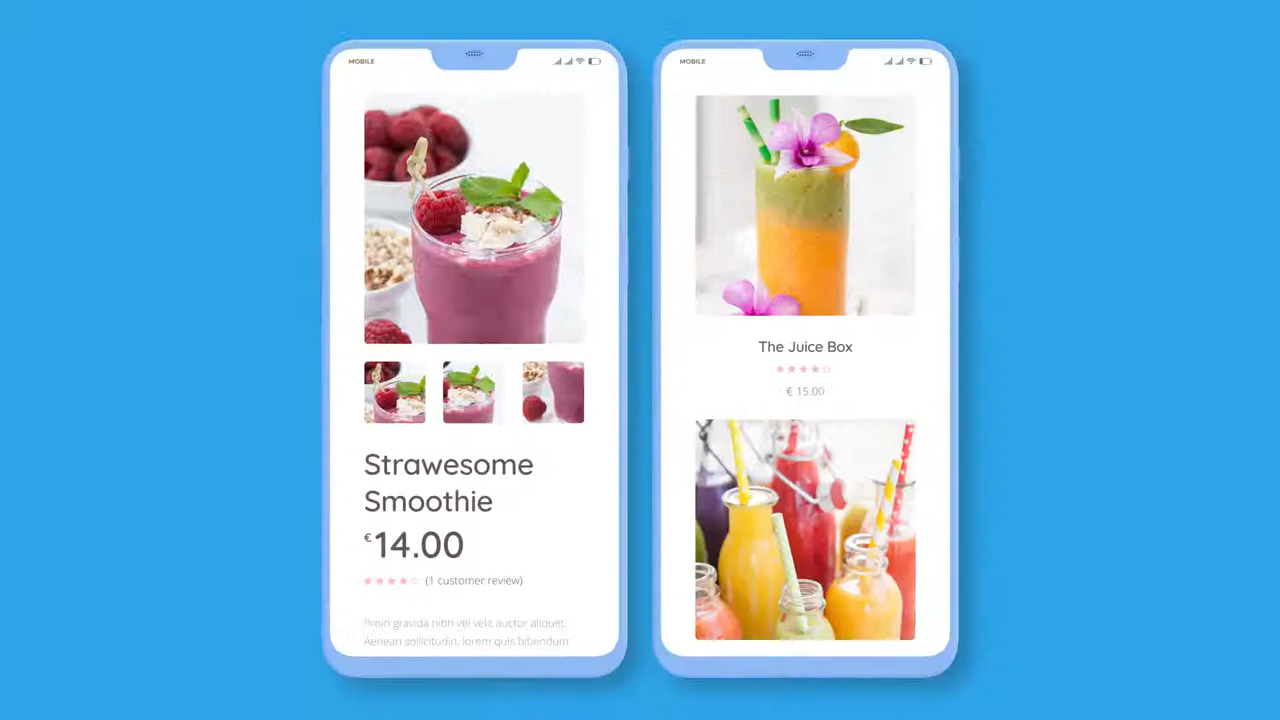 MOBILE
Strawesome
Smoothie
€14.00
(1 customer review)
Proin gravida nibh vel velit auctor aliquet.
Aenean sollicitudin, lorem quis bibendum
MOBILE
The Juice Box
€ 15.00